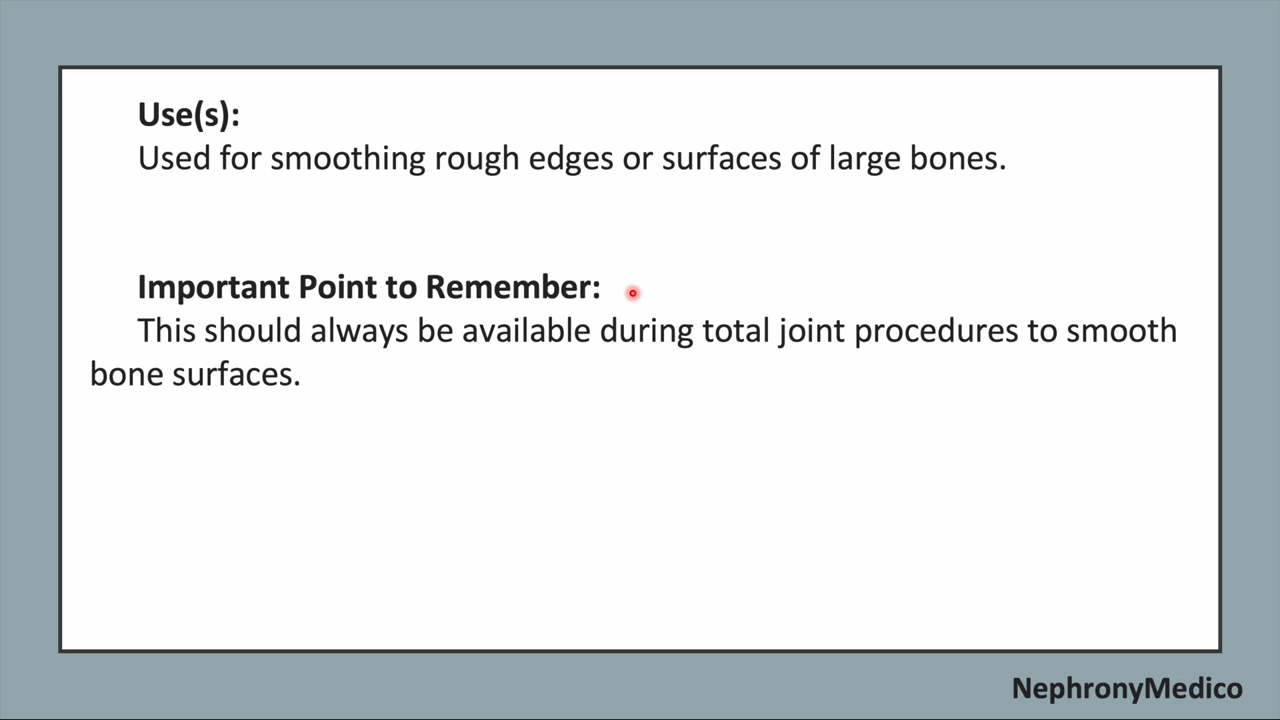 Use(s):
Used for smoothing rough edges or surfaces of large bones.
Important Point to Remember:
This should always be available during total joint procedures to smooth
bone surfaces.
NephronyMedico